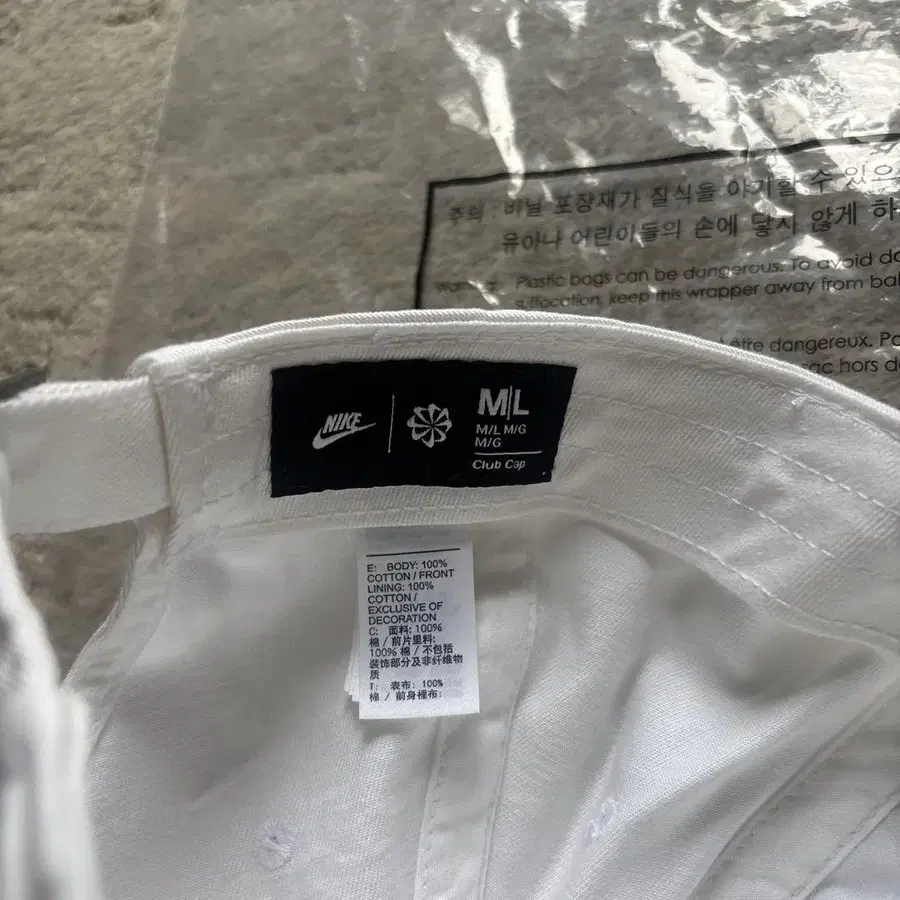 주의 : 비닐 포장재가 질식을 야기할 수 있으
유아나 어린이들의 손에 닿지 않게 하
Warning: Plastic bags can be dangerous. To avoid da
suffocation, keep this wrapper away from bab
être dangereux. Po
sac hors d
NIKE
M|L
M/L M/G
M/G
Club Cap
E: BODY: 100%
COTTON / FRONT
LINING: 100%
COTTON /
EXCLUSIVE OF
DECORATION
C: 面料: 100%
棉 / 前片里料:
100% 棉 / 不包括
装饰部分及非纤维物
质
T: 表布: 100%
棉 / 前身裡布: